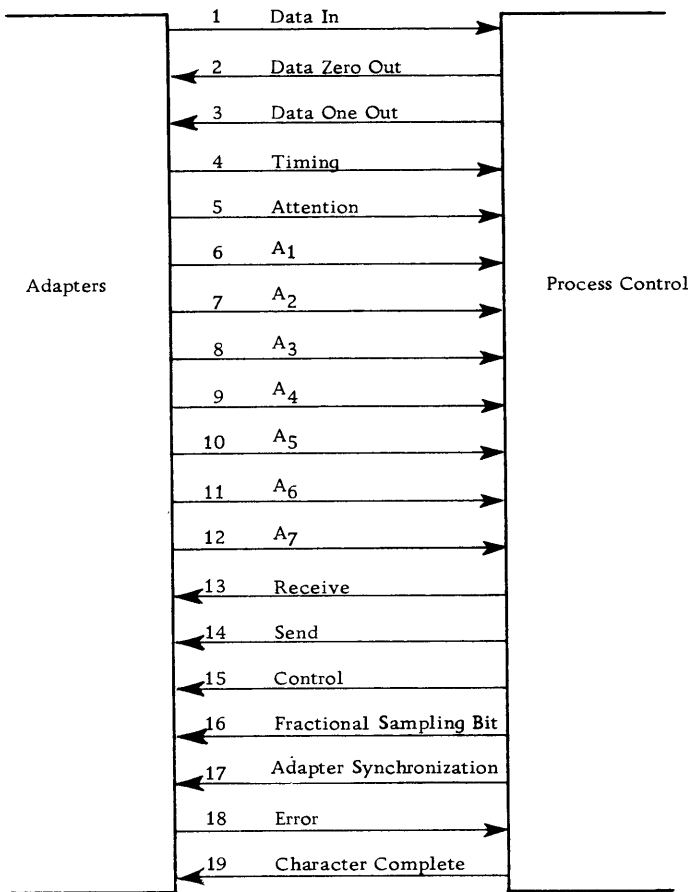 1 Data In
2 Data Zero Out
3 Data One Out
4 Timing
5 Attention
6 A1
Adapters
Process Control
7 A2
8 A3
9 A4
10 A5
11 A6
12 A7
13 Receive
14 Send
15 Control
16 Fractional Sampling Bit
17 Adapter Synchronization
18 Error
19 Character Complete